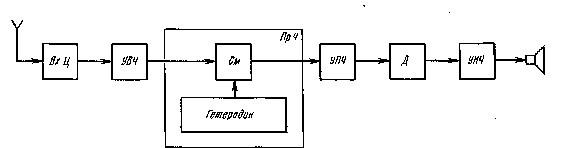 Пр Ч
Вх Ц
УВЧ
См
УПЧ
Д
УНЧ
Гетеродин